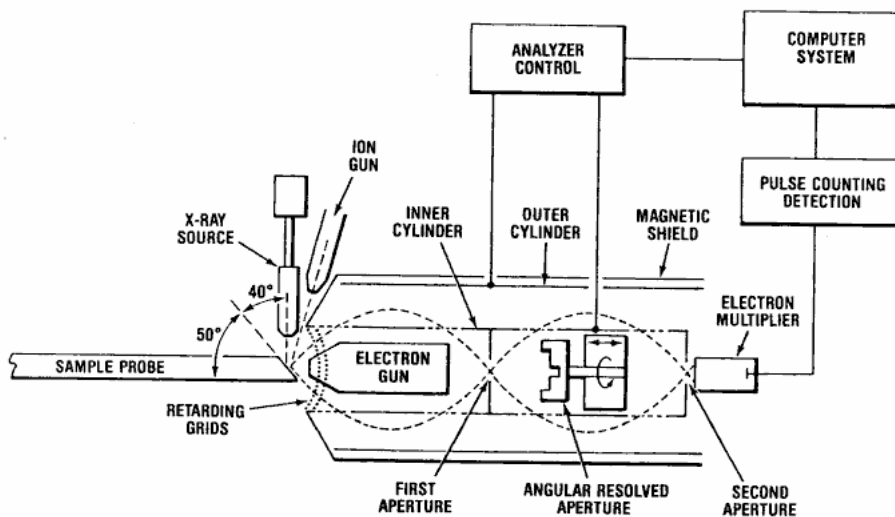 ANALYZER
CONTROL
COMPUTER
SYSTEM
ION
GUN
PULSE COUNTING
DETECTION
X-RAY
SOURCE
INNER
CYLINDER
OUTER
CYLINDER
MAGNETIC
SHIELD
40°
50°
ELECTRON
MULTIPLIER
SAMPLE PROBE
ELECTRON
GUN
RETARDING
GRIDS
FIRST
APERTURE
ANGULAR RESOLVED
APERTURE
SECOND
APERTURE